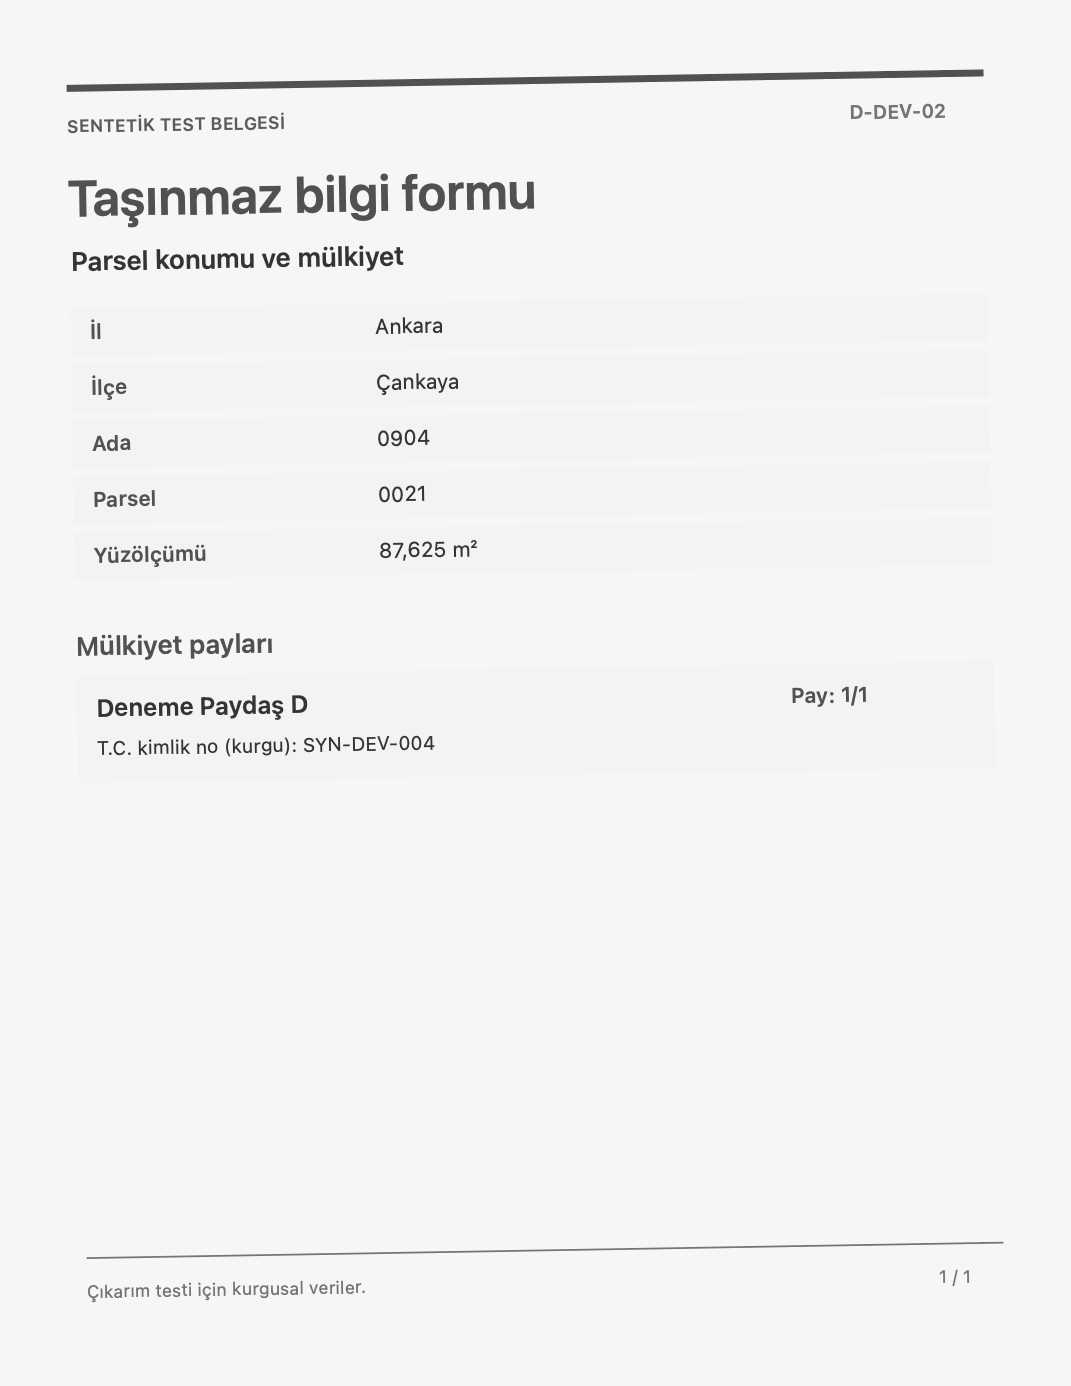 SENTETİK TEST BELGESİ
D-DEV-02
Taşınmaz bilgi formu
Parsel konumu ve mülkiyet
İl Ankara
İlçe Çankaya
Ada 0904
Parsel 0021
Yüzölçümü 87,625 m²
Mülkiyet payları
Deneme Paydaş D Pay: 1/1
T.C. kimlik no (kurgu): SYN-DEV-004
Çıkarım testi için kurgusal veriler.
1 / 1